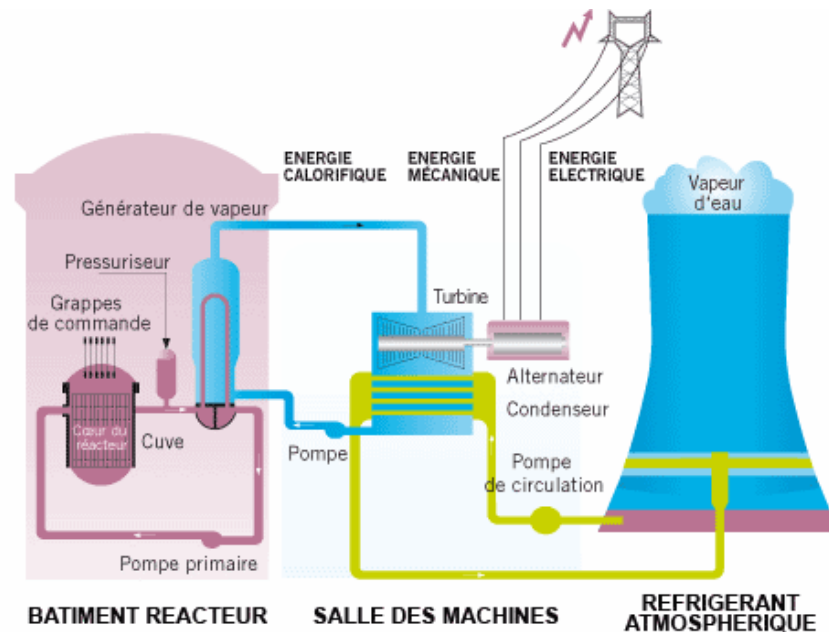 ENERGIE
CALORIFIQUE
ENERGIE
MÉCANIQUE
ENERGIE
ELECTRIQUE
Vapeur
d'eau
Générateur de vapeur
Pressuriseur
Grappes
de commande
Turbine
Alternateur
Condenseur
Cœur du
réacteur
Cuve
Pompe
Pompe
de circulation
Pompe primaire
BATIMENT REACTEUR
SALLE DES MACHINES
REFRIGERANT
ATMOSPHERIQUE